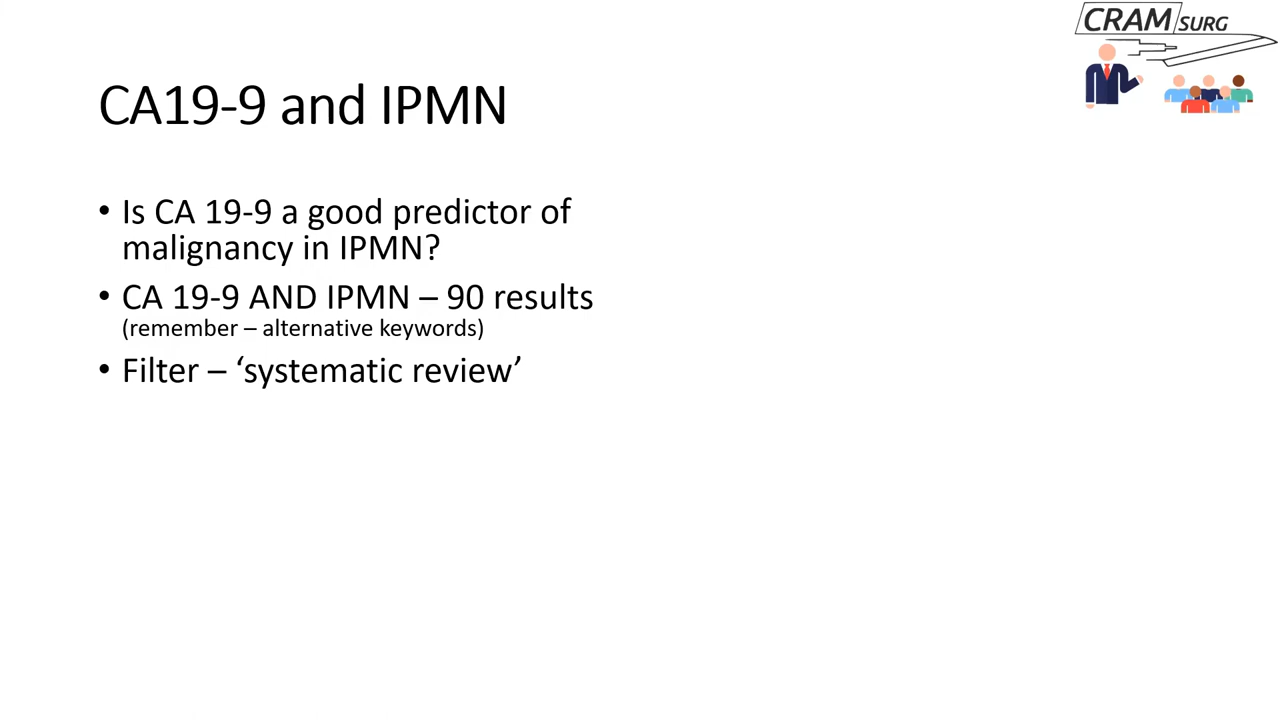 CRAM SURG
CA19-9 and IPMN
• Is CA 19-9 a good predictor of
malignancy in IPMN?
• CA 19-9 AND IPMN – 90 results
(remember – alternative keywords)
• Filter – ‘systematic review’